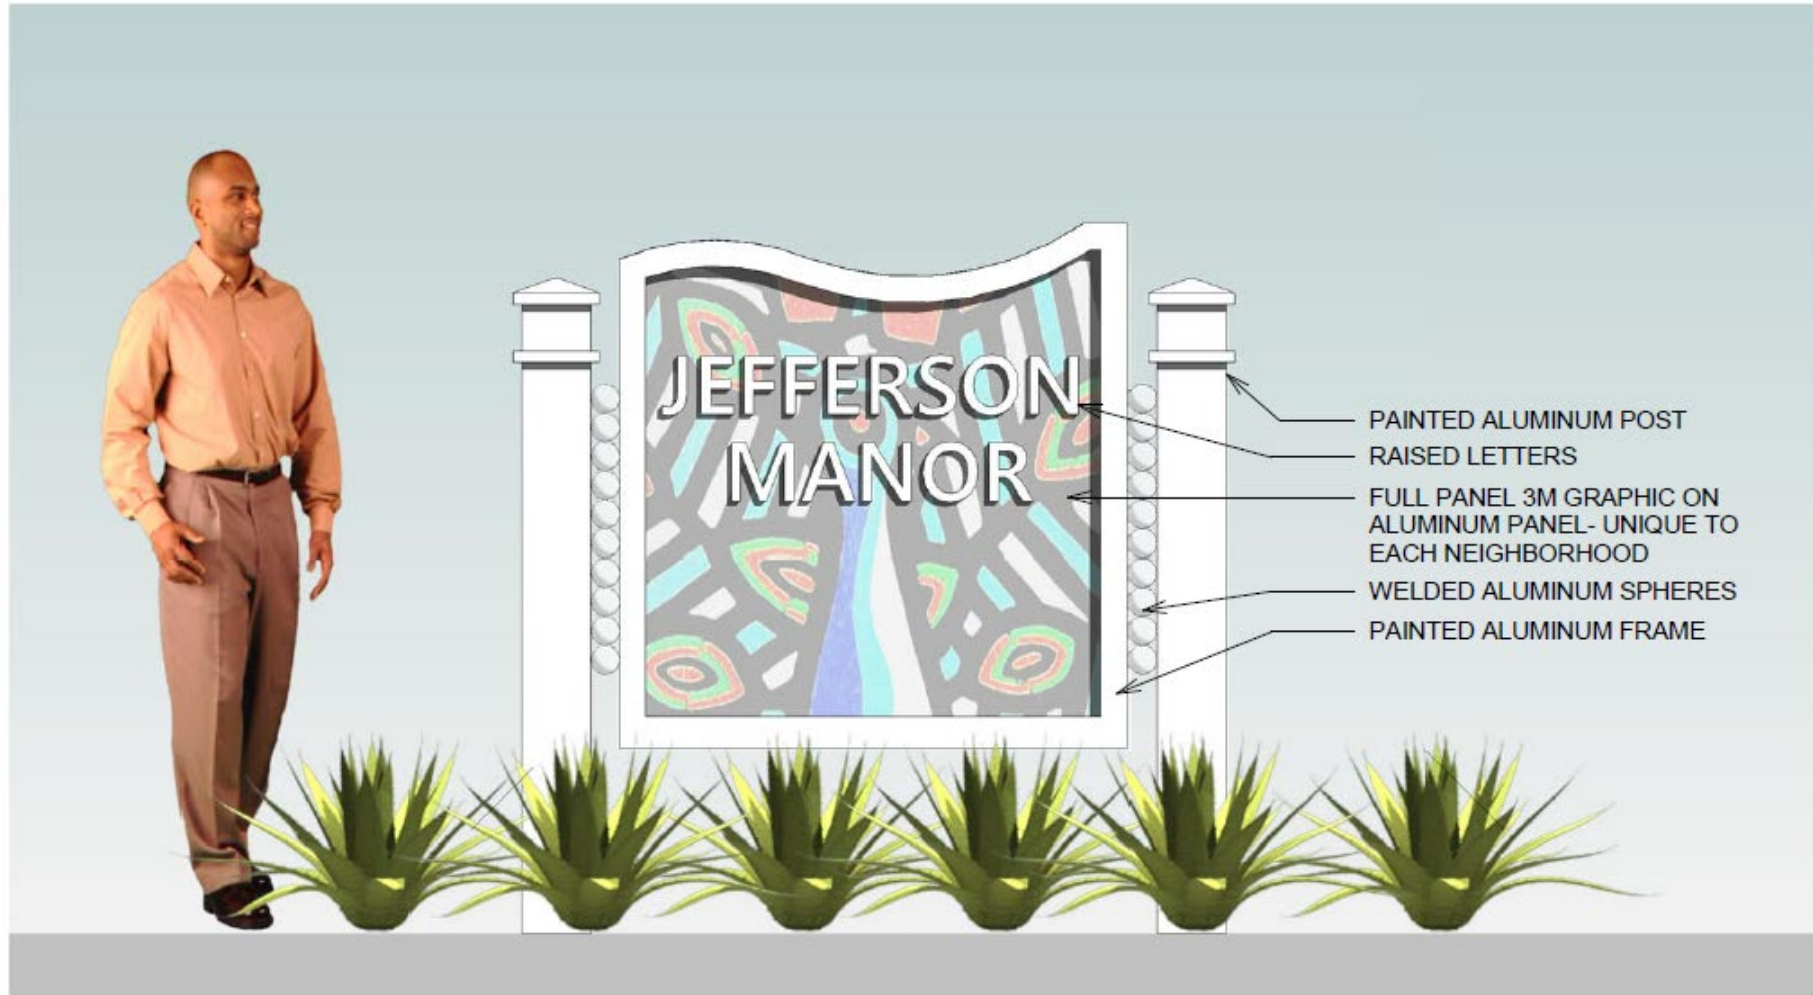 JEFFERSON
MANOR
PAINTED ALUMINUM POST
RAISED LETTERS
FULL PANEL 3M GRAPHIC ON
ALUMINUM PANEL- UNIQUE TO
EACH NEIGHBORHOOD
WELDED ALUMINUM SPHERES
PAINTED ALUMINUM FRAME